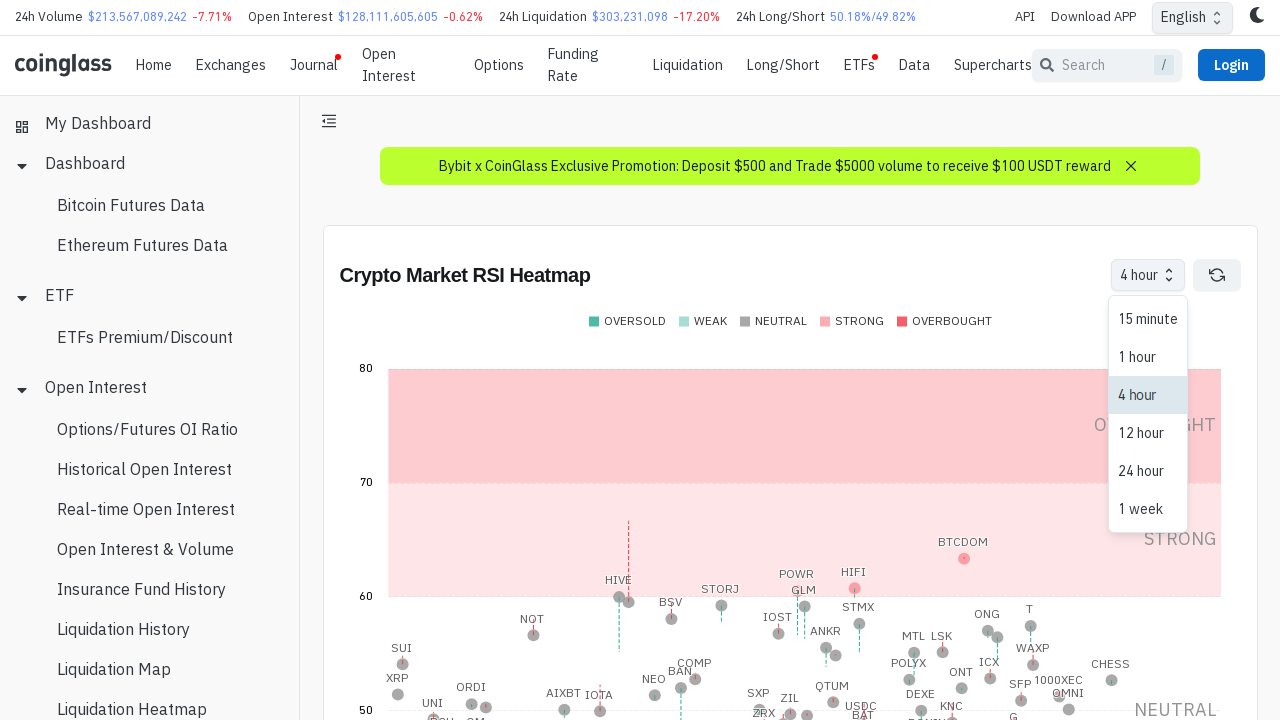 24h Volume $213,567,089,242 -7.71% Open Interest $128,111,605,605 -0.62% 24h Liquidation $303,231,098 -17.20% 24h Long/Short 50.18%/49.82% API Download APP English
coinglass Home Exchanges Journal Open Interest Options Funding Rate Liquidation Long/Short ETFs Data Supercharts Search / Login
My Dashboard
Dashboard
Bitcoin Futures Data
Ethereum Futures Data
ETF
ETFs Premium/Discount
Open Interest
Options/Futures OI Ratio
Historical Open Interest
Real-time Open Interest
Open Interest & Volume
Insurance Fund History
Liquidation History
Liquidation Map
Liquidation Heatmap
Bybit x CoinGlass Exclusive Promotion: Deposit $500 and Trade $5000 volume to receive $100 USDT reward
Crypto Market RSI Heatmap
4 hour
15 minute
1 hour
4 hour
12 hour
24 hour
1 week
OVERSOLD WEAK NEUTRAL STRONG OVERBOUGHT
80
70
STRONG
BTCDOM
60
HIVE
STORJ
POWR
HIFI
BSV
GLM
NOT
IOST
STMX
ONG
T
ANKR
MTL
LSK
SUI
WAXP
XRP
COMP
POLYX
ICX
CHESS
NEO
BAN
ONT
UNI
ORDI
AIXBT
IOTA
SXP
ZIL
QTUM
DEXE
SFP
1000XEC
ZRX
USDC
BAT
KNC
OMNI
50
NEUTRAL